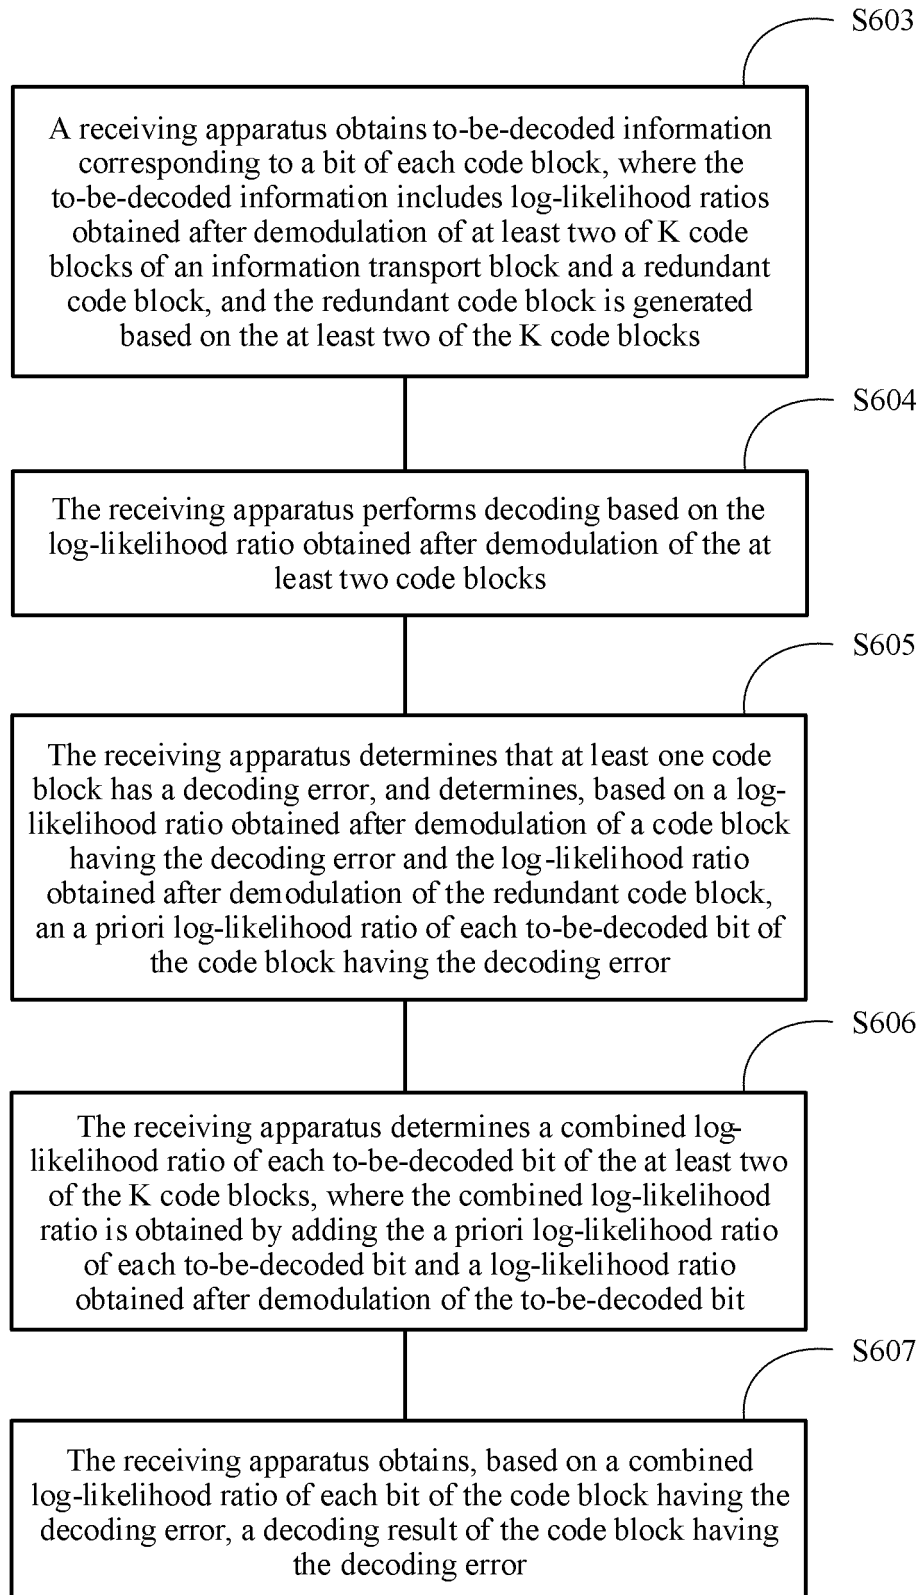 S603
A receiving apparatus obtains to-be-decoded information
corresponding to a bit of each code block, where the
to-be-decoded information includes log-likelihood ratios
obtained after demodulation of at least two of K code
blocks of an information transport block and a redundant
code block, and the redundant code block is generated
based on the at least two of the K code blocks
S604
The receiving apparatus performs decoding based on the
log-likelihood ratio obtained after demodulation of the at
least two code blocks
S605
The receiving apparatus determines that at least one code
block has a decoding error, and determines, based on a log-
likelihood ratio obtained after demodulation of a code block
having the decoding error and the log-likelihood ratio
obtained after demodulation of the redundant code block,
an a priori log-likelihood ratio of each to-be-decoded bit of
the code block having the decoding error
S606
The receiving apparatus determines a combined log-
likelihood ratio of each to-be-decoded bit of the at least two
of the K code blocks, where the combined log-likelihood
ratio is obtained by adding the a priori log-likelihood ratio
of each to-be-decoded bit and a log-likelihood ratio
obtained after demodulation of the to-be-decoded bit
S607
The receiving apparatus obtains, based on a combined
log-likelihood ratio of each bit of the code block having the
decoding error, a decoding result of the code block having
the decoding error